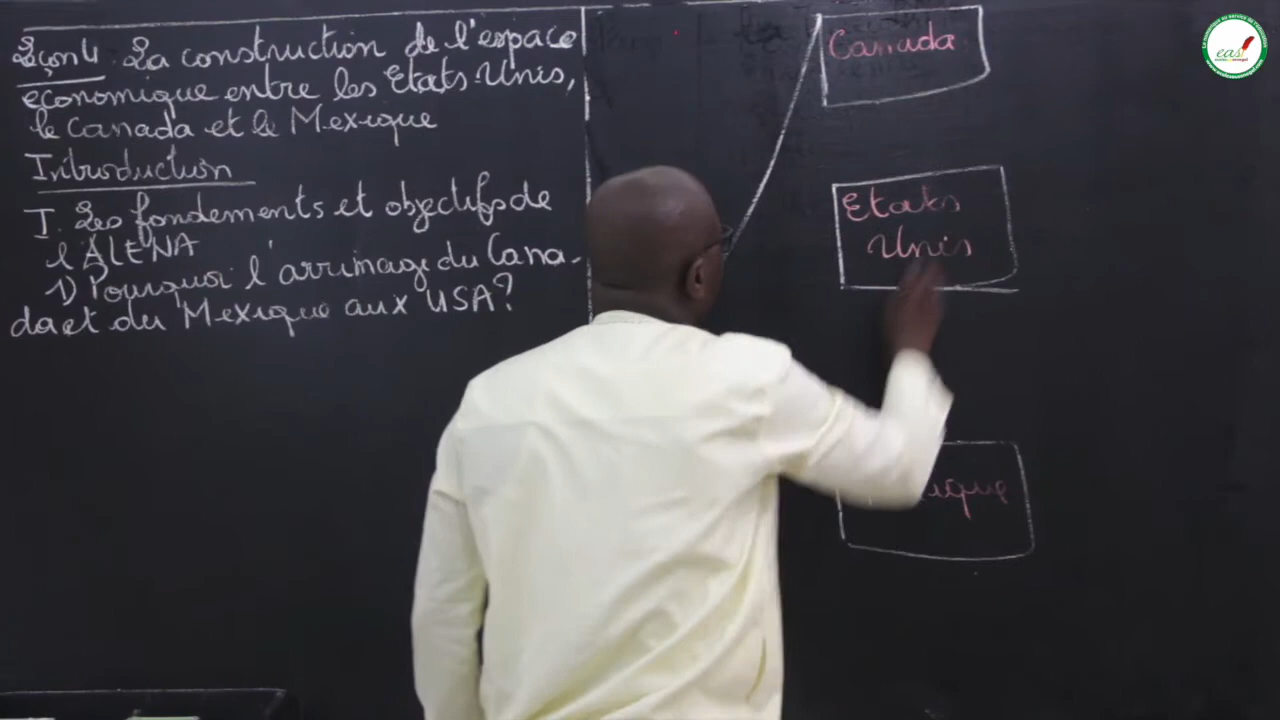 Leçon 4 : La construction de l'espace
économique entre les Etats-Unis,
le Canada et le Mexique
Introduction
I. Les fondements et objectifs de
l'ALENA
1) Pourquoi l'arrimage du Cana-
da et du Mexique aux USA?
Canada
Etats
Unis
easi